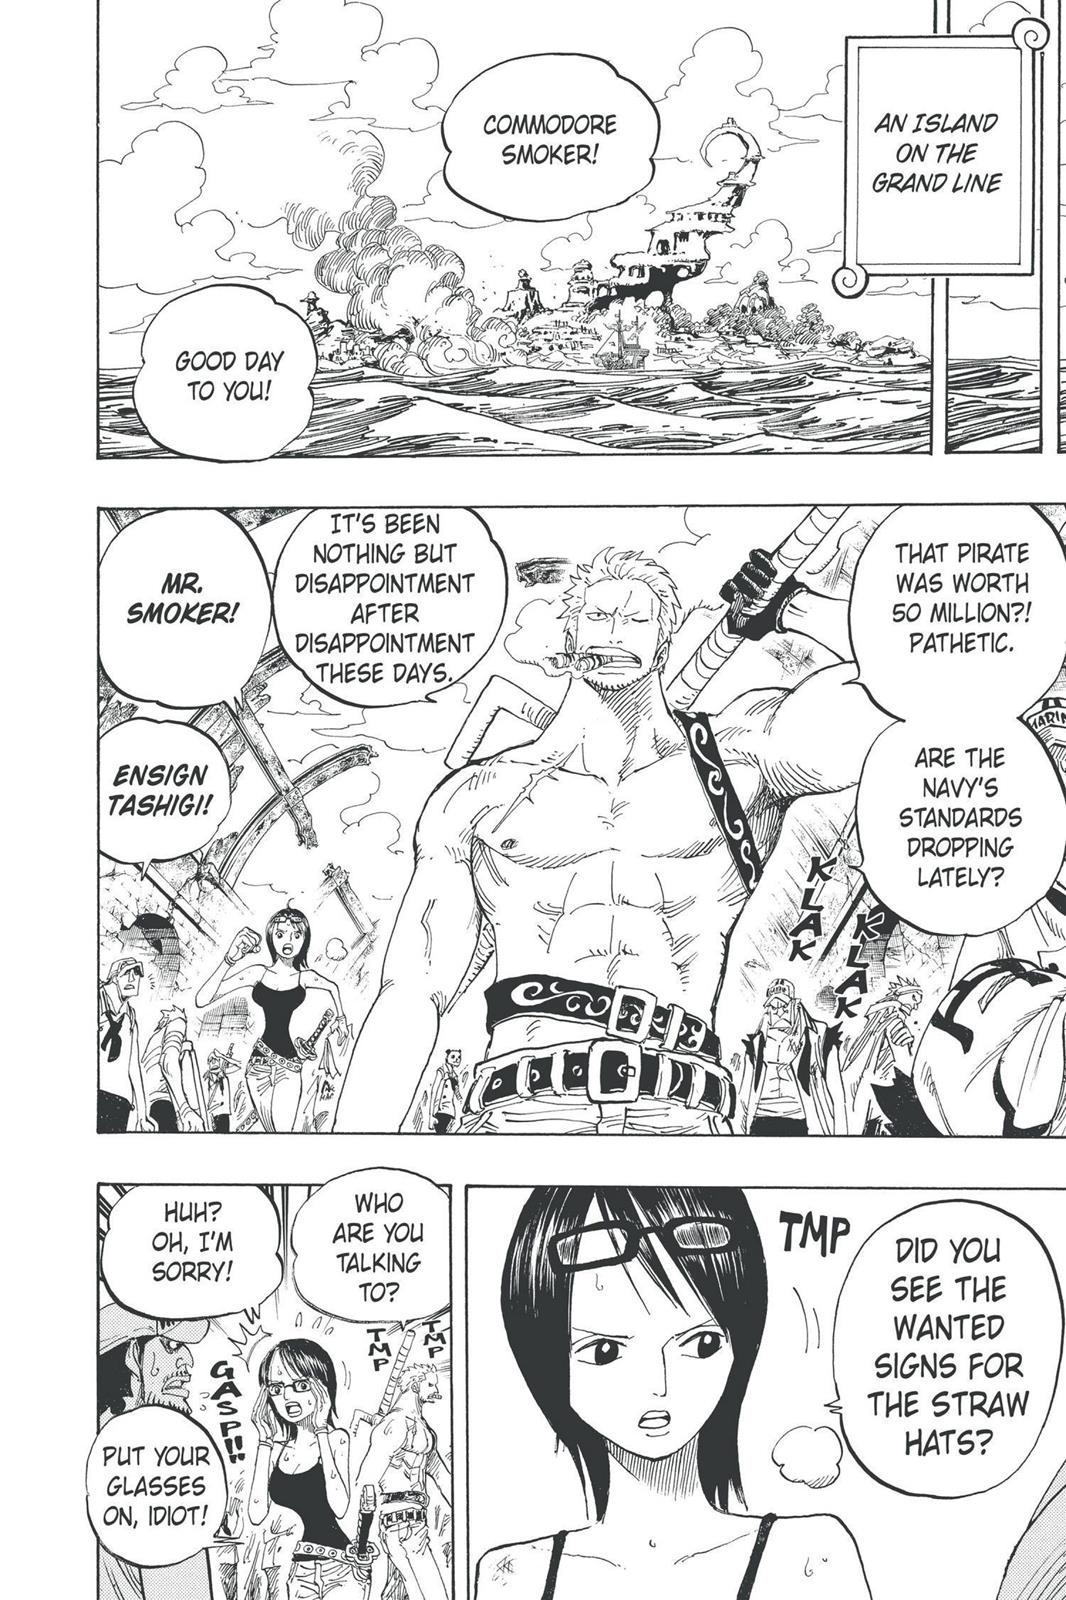 AN ISLAND
ON THE
GRAND LINE
COMMODORE
SMOKER!
GOOD DAY
TO YOU!
THAT PIRATE
WAS WORTH
50 MILLION?!
PATHETIC.
ARE THE
NAVY'S
STANDARDS
DROPPING
LATELY?
MARIN
KLAK
KLAK
IT'S BEEN
NOTHING BUT
DISAPPOINTMENT
AFTER
DISAPPOINTMENT
THESE DAYS.
MR.
SMOKER!
ENSIGN
TASHIGI!
DID YOU
SEE THE
WANTED
SIGNS FOR
THE STRAW
HATS?
TMP
WHO
ARE YOU
TALKING
TO?
TMP
TMP
HUH?
OH, I'M
SORRY!
GASP!!
PUT YOUR
GLASSES
ON, IDIOT!